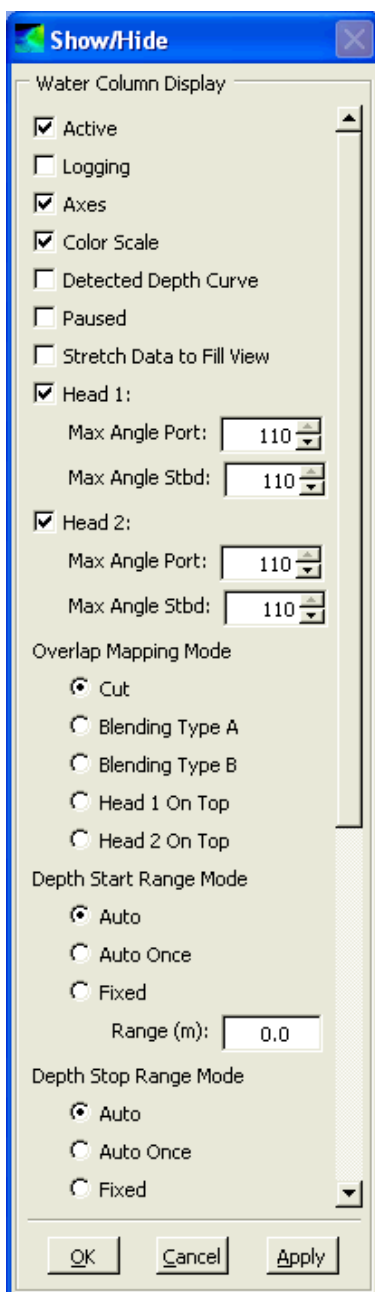 Show/Hide
Water Column Display
Active
Logging
Axes
Color Scale
Detected Depth Curve
Paused
Stretch Data to Fill View
Head 1:
Max Angle Port: 110
Max Angle Stbd: 110
Head 2:
Max Angle Port: 110
Max Angle Stbd: 110
Overlap Mapping Mode
Cut
Blending Type A
Blending Type B
Head 1 On Top
Head 2 On Top
Depth Start Range Mode
Auto
Auto Once
Fixed
Range (m): 0.0
Depth Stop Range Mode
Auto
Auto Once
Fixed
OK Cancel Apply